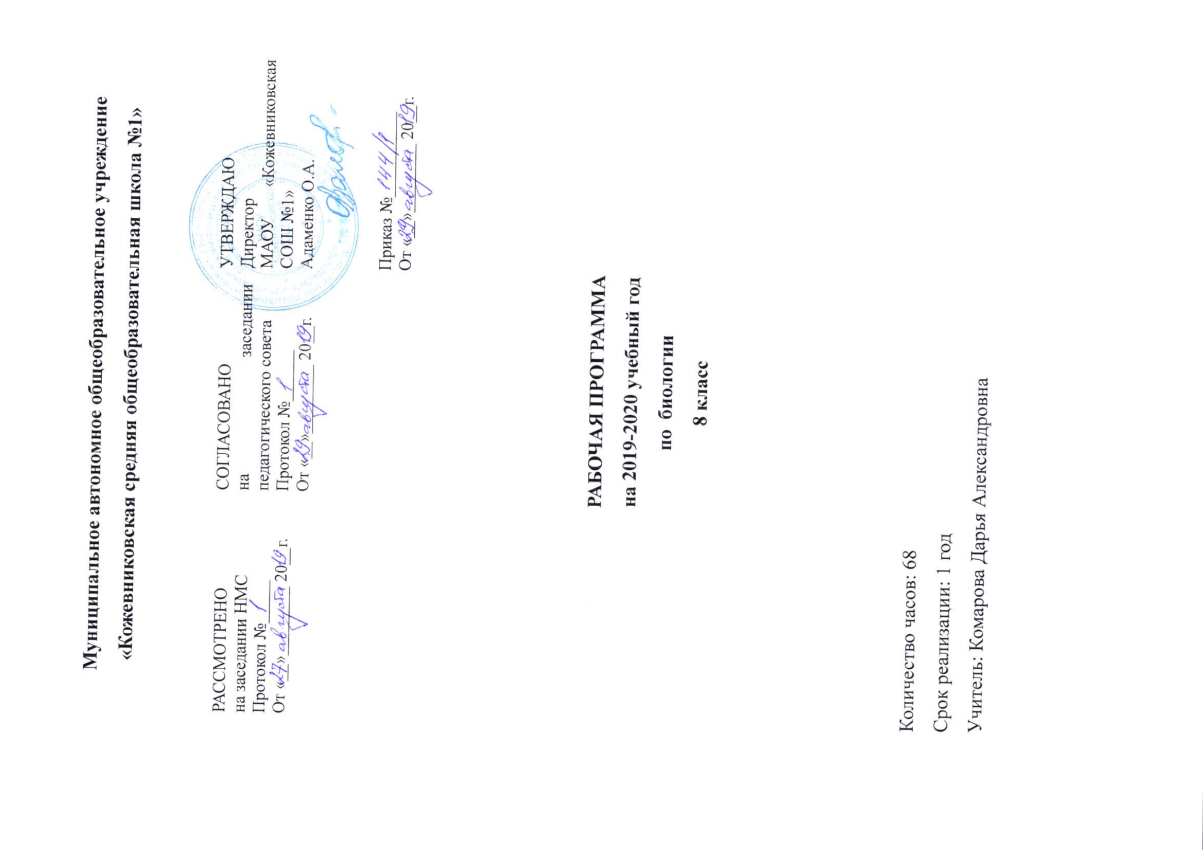 Муниципальное автономное общеобразовательное учреждение
«Кожевниковская средняя общеобразовательная школа №1»
РАССМОТРЕНО
на заседании НМС
Протокол № 1
От «27» августа 2019 г.
СОГЛАСОВАНО
на заседании
педагогического совета
Протокол № 1
От «29» августа 2019 г.
УТВЕРЖДАЮ
Директор
МАОУ «Кожевниковская
СОШ №1»
Адаменко О.А.
Приказ № 144/1
От «29» августа 2019 г.
РАБОЧАЯ ПРОГРАММА
на 2019-2020 учебный год
по биологии
8 класс
Количество часов: 68
Срок реализации: 1 год
Учитель: Комарова Дарья Александровна